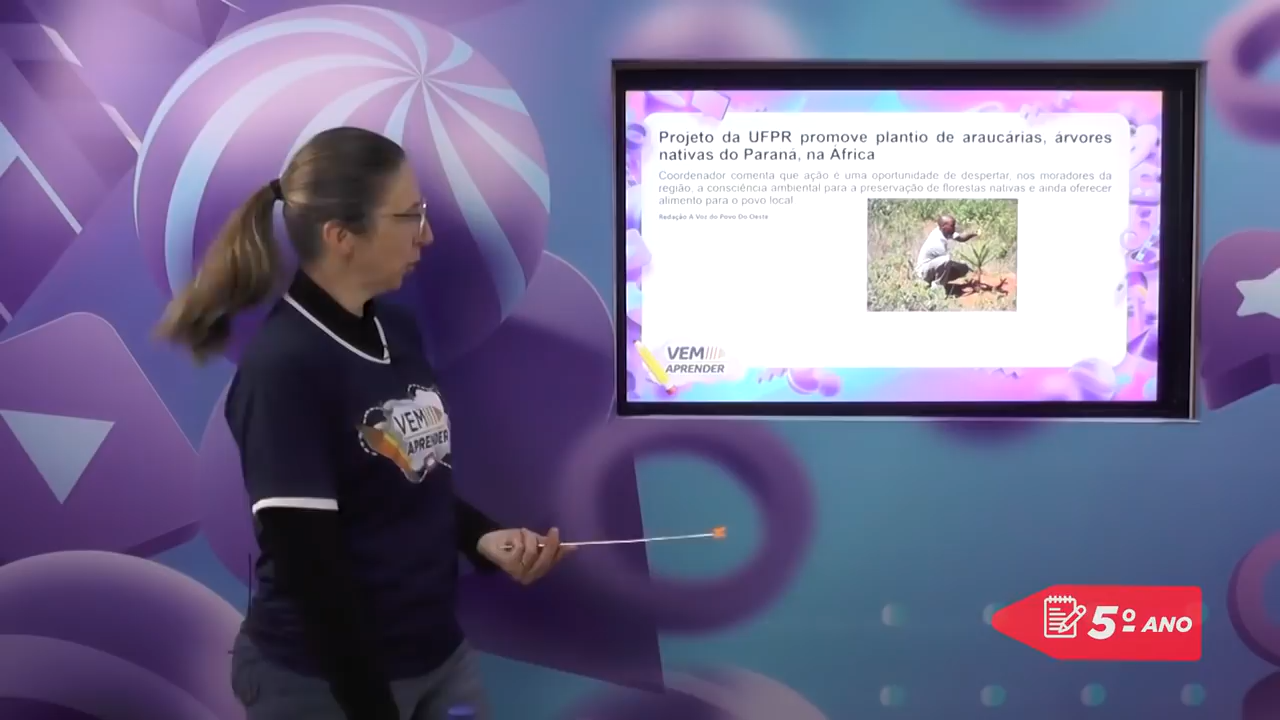 Projeto da UFPR promove plantio de araucárias, árvores
nativas do Paraná, na África
Coordenador comenta que ação é uma oportunidade de despertar, nos moradores da
região, a consciência ambiental para a preservação de florestas nativas e ainda oferecer
alimento para o povo local
Redação A Voz do Povo Do Oeste
VEM
APRENDER
VEM
APRENDER
5º ANO